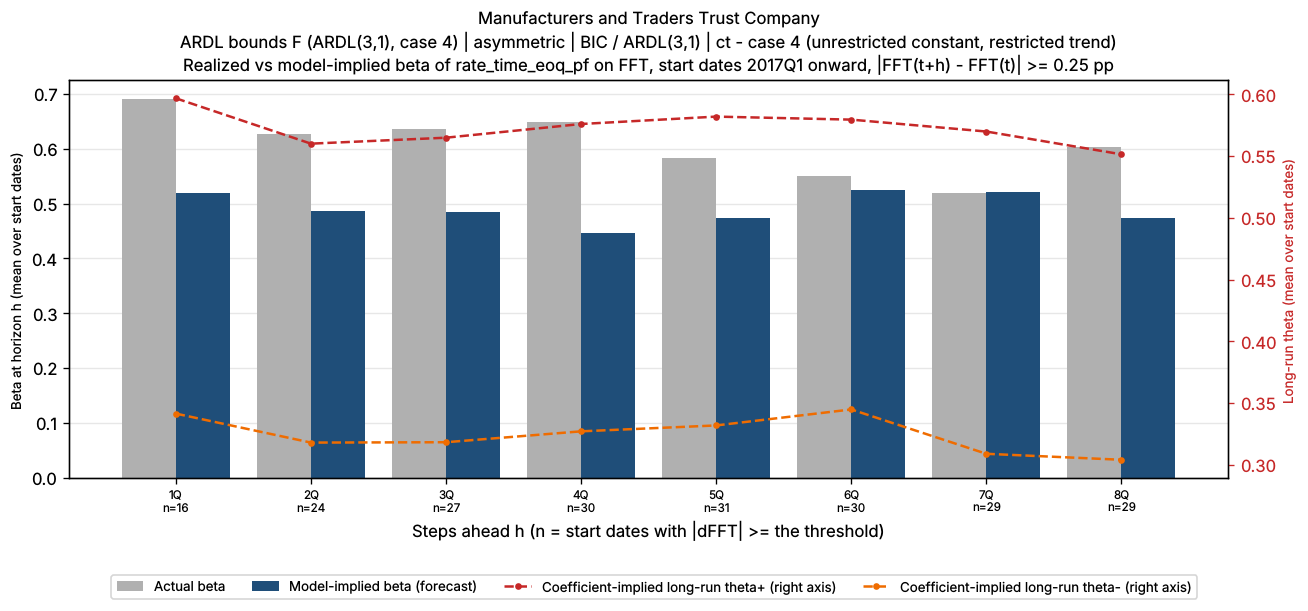 Manufacturers and Traders Trust Company
ARDL bounds F (ARDL(3,1), case 4) | asymmetric | BIC / ARDL(3,1) | ct - case 4 (unrestricted constant, restricted trend)
Realized vs model-implied beta of rate_time_eoq_pf on FFT, start dates 2017Q1 onward, |FFT(t+h) - FFT(t)| >= 0.25 pp
Beta at horizon h (mean over start dates)
0.7
0.6
0.5
0.4
0.3
0.2
0.1
0.0
0.60
0.55
0.50
0.45
0.40
0.35
0.30
Long-run theta (mean over start dates)
1Q 2Q 3Q 4Q 5Q 6Q 7Q 8Q
n=16 n=24 n=27 n=30 n=31 n=30 n=29 n=29
Steps ahead h (n = start dates with |dFFT| >= the threshold)
Actual beta Model-implied beta (forecast) Coefficient-implied long-run theta+ (right axis) Coefficient-implied long-run theta- (right axis)